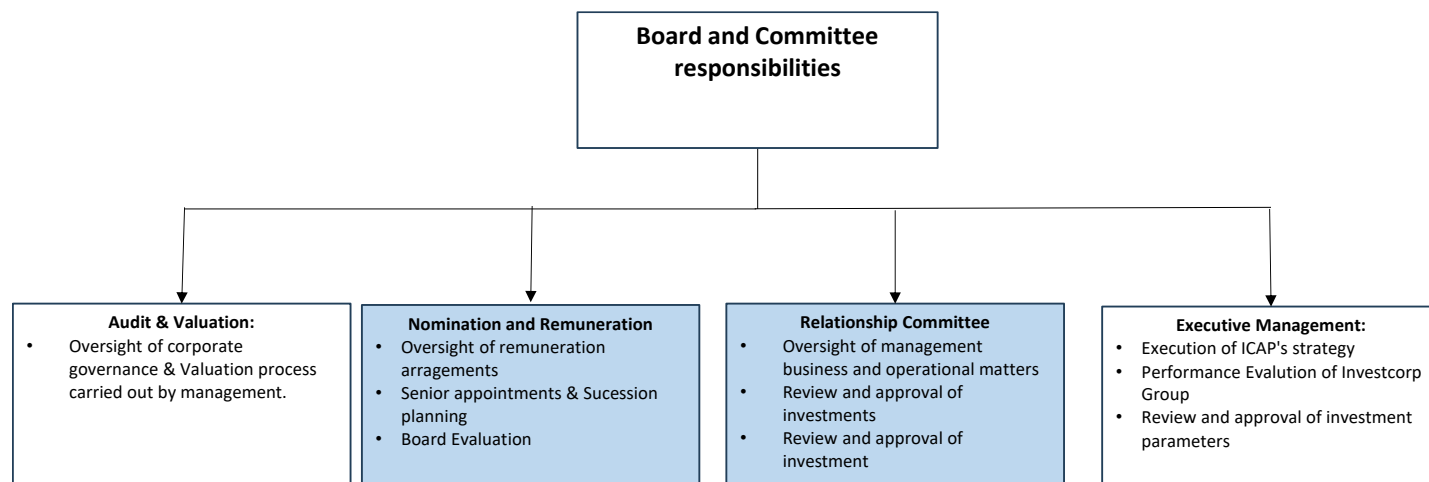 Board and Committee
responsibilities
Audit & Valuation:
• Oversight of corporate
governance & Valuation process
carried out by management.
Nomination and Remuneration
• Oversight of remuneration
arragements
• Senior appointments & Sucession
planning
• Board Evaluation
Relationship Committee
• Oversight of management
business and operational matters
• Review and approval of
investments
• Review and approval of
investment
Executive Management:
• Execution of ICAP's strategy
• Performance Evalution of Investcorp
Group
• Review and approval of investment
parameters